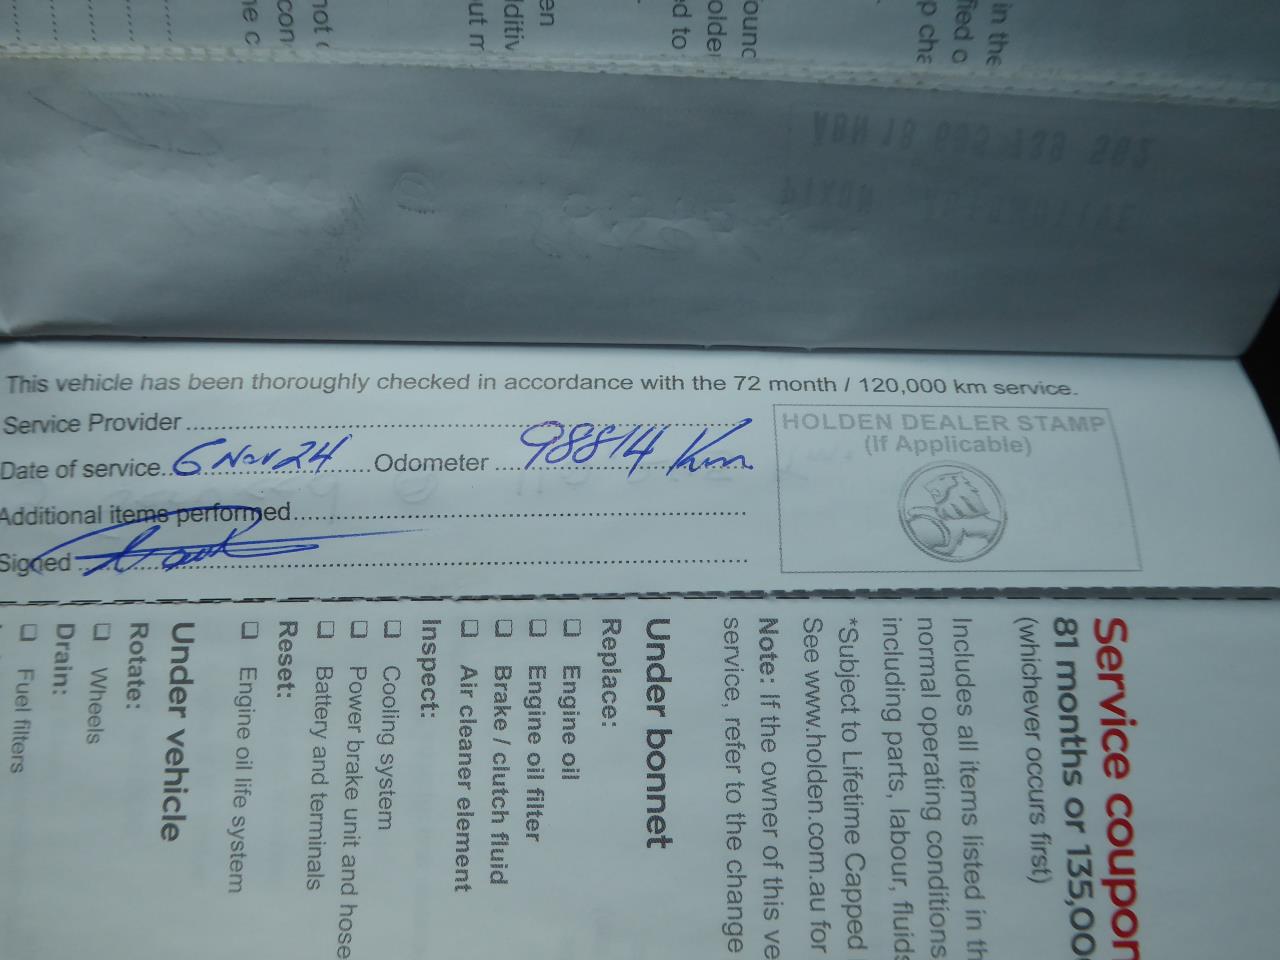 This vehicle has been thoroughly checked in accordance with the 72 month / 120,000 km service.
Service Provider
Date of service 6 Nov 24 Odometer 98814 Km
Additional items performed
Signed
HOLDEN DEALER STAMP
(If Applicable)
Service coupon
81 months or 135,00
(whichever occurs first)
Includes all items listed in th
normal operating conditions
including parts, labour, fluids
*Subject to Lifetime Capped
See www.holden.com.au for
Note: If the owner of this ve
service, refer to the change
Under bonnet
Replace:
Engine oil
Engine oil filter
Brake / clutch fluid
Air cleaner element
Inspect:
Cooling system
Power brake unit and hose
Battery and terminals
Reset:
Engine oil life system
Under vehicle
Rotate:
Wheels
Drain:
Fuel filters